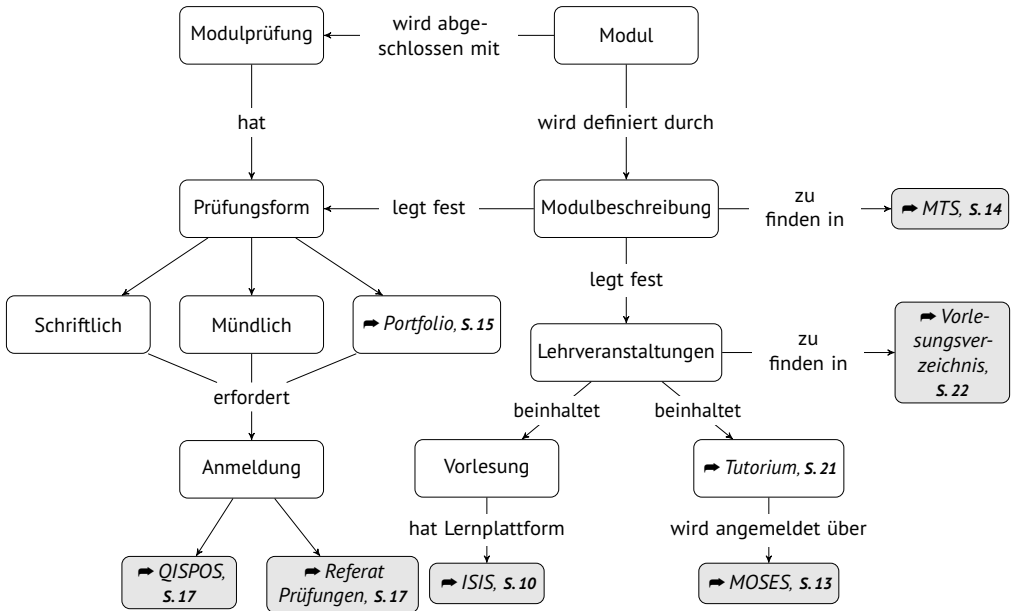 Modulprüfung
wird abge-
schlossen mit
Modul
hat
wird definiert durch
Prüfungsform
legt fest
Modulbeschreibung
zu
finden in
➦ MTS, S. 14
legt fest
Schriftlich
Mündlich
➦ Portfolio, S. 15
Lehrveranstaltungen
zu
finden in
➦ Vorle-
sungsver-
zeichnis,
S. 22
erfordert
beinhaltet
beinhaltet
Anmeldung
Vorlesung
➦ Tutorium, S. 21
hat Lernplattform
wird angemeldet über
➦ QISPOS,
S. 17
➦ Referat
Prüfungen, S. 17
➦ ISIS, S. 10
➦ MOSES, S. 13